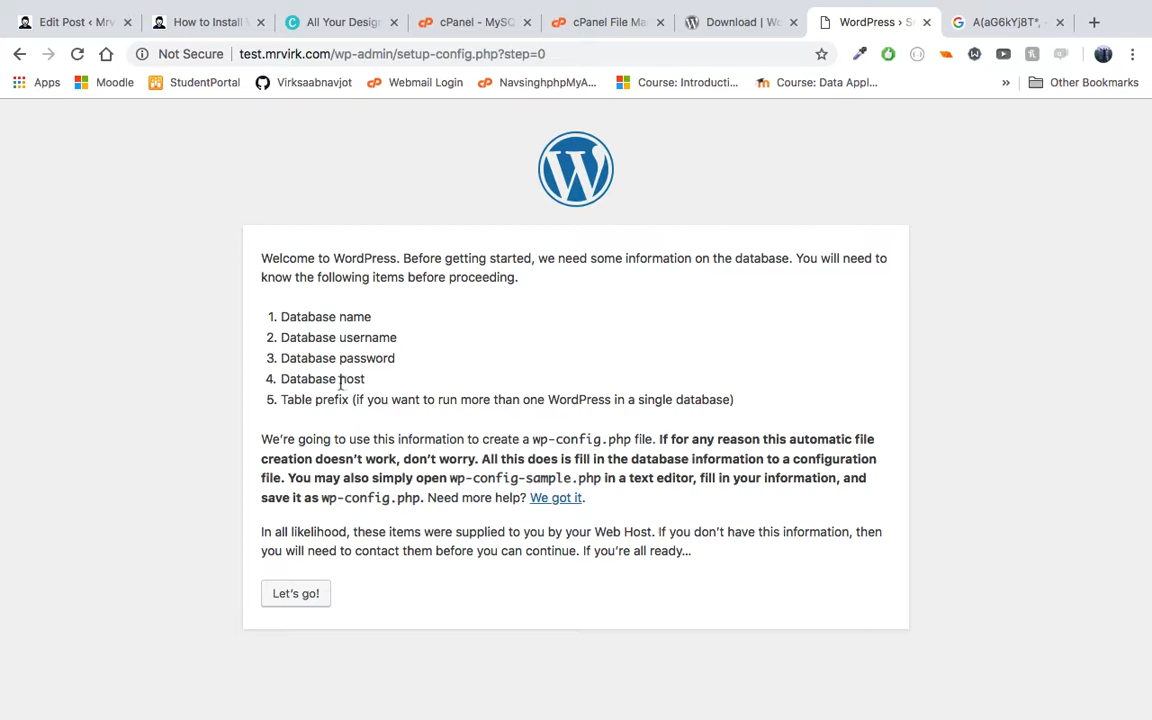 Edit Post ‹ Mrv
How to Install
All Your Desig
cPanel - MySQ
cPanel File Ma
Download | Wo
WordPress › S
A(aG6kYj8T*,
Not Secure
test.mrvirk.com/wp-admin/setup-config.php?step=0
Apps
Moodle
StudentPortal
Virksaabnavjot
Webmail Login
NavsinghphpMyA...
Course: Introducti...
Course: Data Appl...
»
Other Bookmarks
W
Welcome to WordPress. Before getting started, we need some information on the database. You will need to
know the following items before proceeding.
1. Database name
2. Database username
3. Database password
4. Database host
5. Table prefix (if you want to run more than one WordPress in a single database)
We’re going to use this information to create a wp-config.php file. If for any reason this automatic file
creation doesn’t work, don’t worry. All this does is fill in the database information to a configuration
file. You may also simply open wp-config-sample.php in a text editor, fill in your information, and
save it as wp-config.php. Need more help? We got it.
In all likelihood, these items were supplied to you by your Web Host. If you don’t have this information, then
you will need to contact them before you can continue. If you’re all ready…
Let’s go!